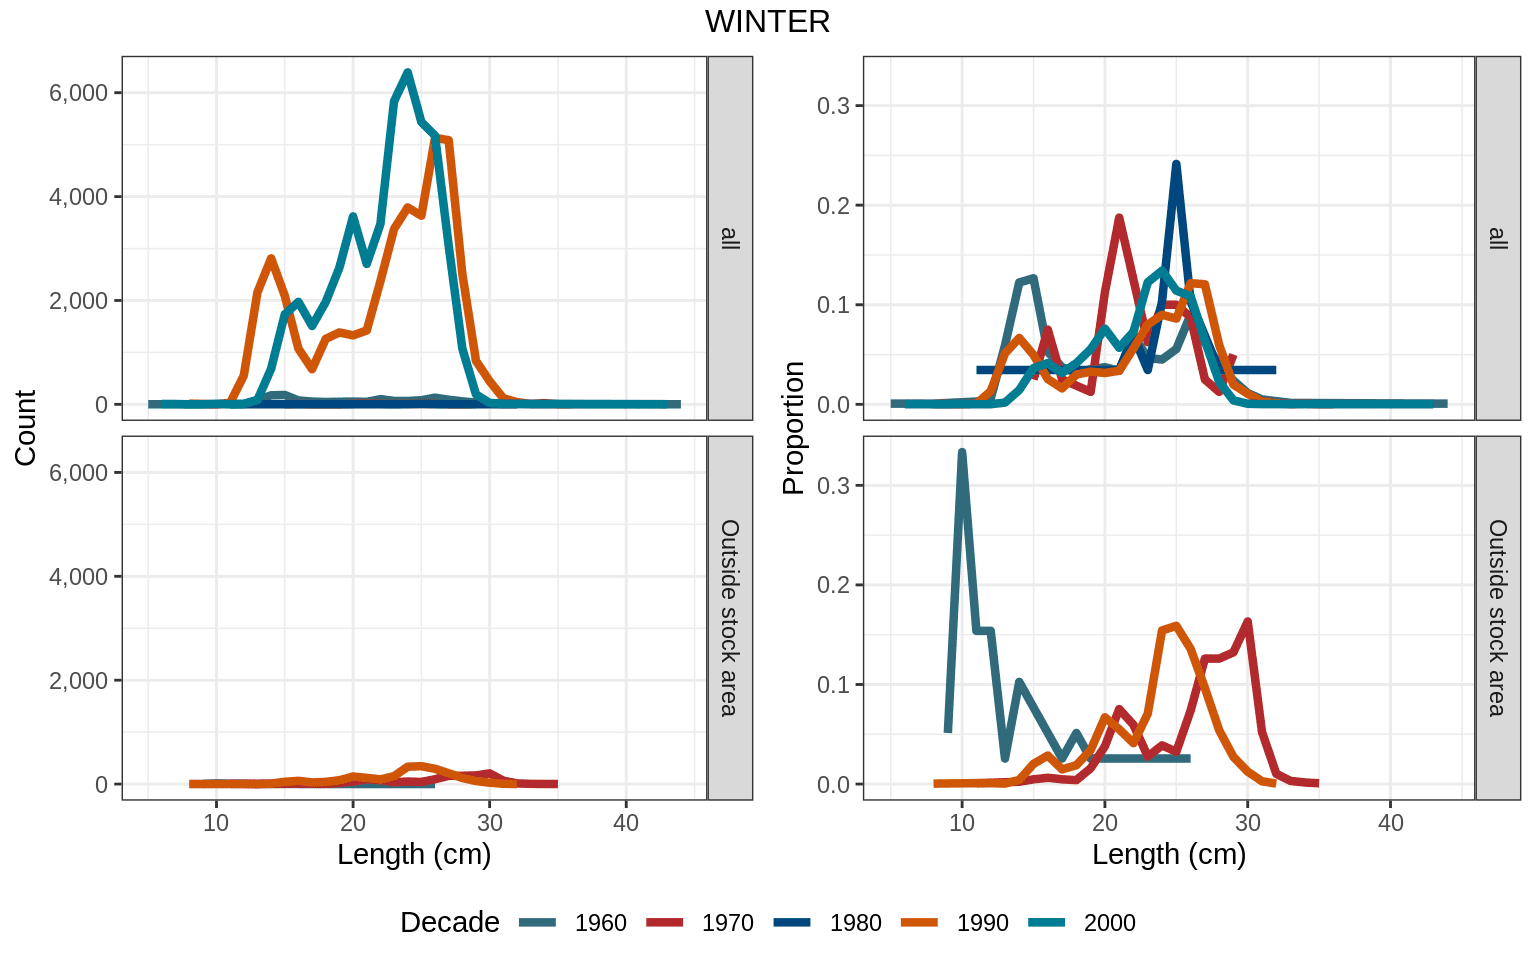 WINTER
6,000
4,000
2,000
0
all
6,000
4,000
2,000
0
Outside stock area
Count
10 20 30 40
Length (cm)
0.3
0.2
0.1
0.0
all
0.3
0.2
0.1
0.0
Outside stock area
Proportion
10 20 30 40
Length (cm)
Decade 1960 1970 1980 1990 2000